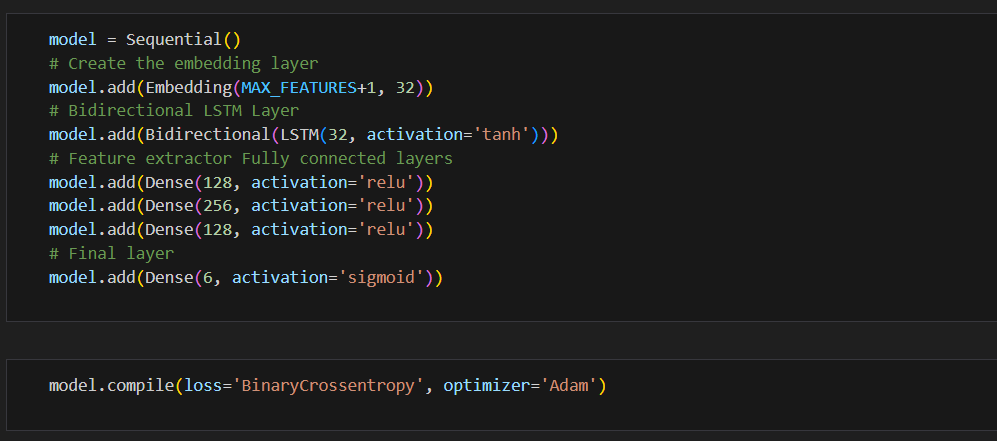 model = Sequential()
# Create the embedding layer
model.add(Embedding(MAX_FEATURES+1, 32))
# Bidirectional LSTM Layer
model.add(Bidirectional(LSTM(32, activation='tanh')))
# Feature extractor Fully connected layers
model.add(Dense(128, activation='relu'))
model.add(Dense(256, activation='relu'))
model.add(Dense(128, activation='relu'))
# Final layer
model.add(Dense(6, activation='sigmoid'))
model.compile(loss='BinaryCrossentropy', optimizer='Adam')